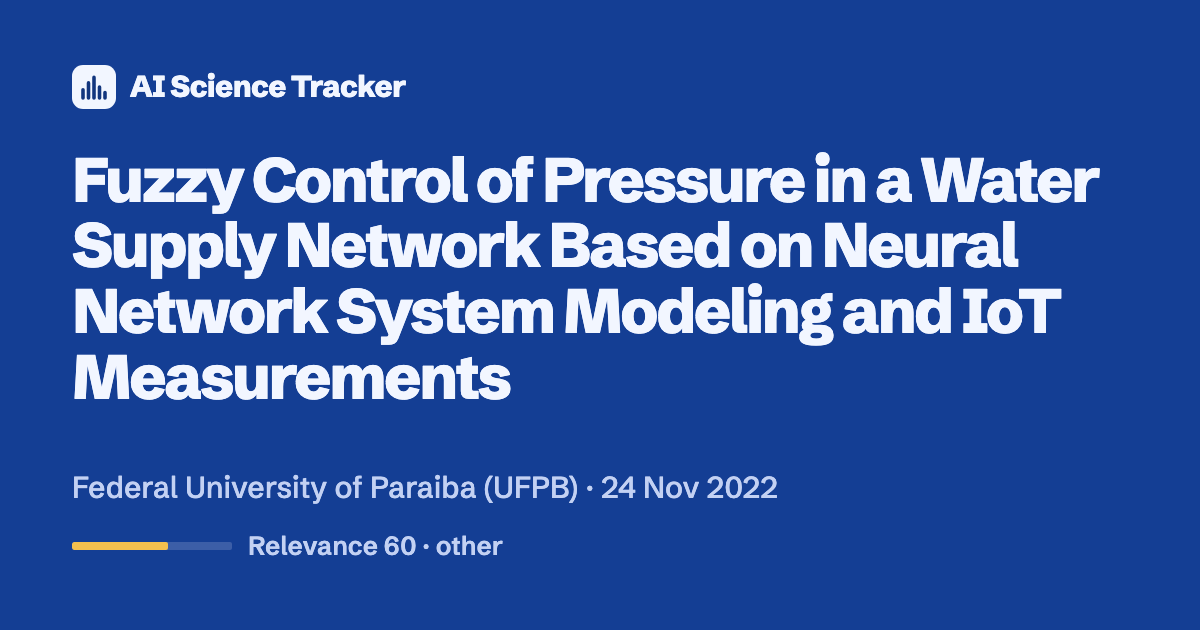 AI Science Tracker
Fuzzy Control of Pressure in a Water
Supply Network Based on Neural
Network System Modeling and IoT
Measurements
Federal University of Paraiba (UFPB) · 24 Nov 2022
Relevance 60 · other